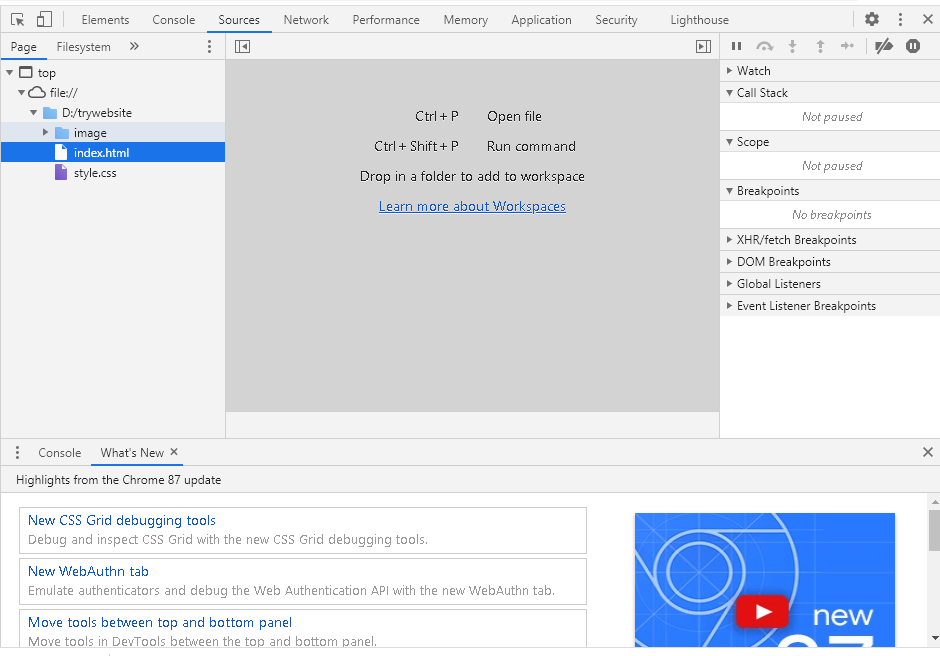 Elements Console Sources Network Performance Memory Application Security Lighthouse
Page Filesystem »
top
file://
D:/trywebsite
image
index.html
style.css
Ctrl + P Open file
Ctrl + Shift + P Run command
Drop in a folder to add to workspace
Learn more about Workspaces
Watch
Call Stack
Not paused
Scope
Not paused
Breakpoints
No breakpoints
XHR/fetch Breakpoints
DOM Breakpoints
Global Listeners
Event Listener Breakpoints
Console What's New
Highlights from the Chrome 87 update
New CSS Grid debugging tools
Debug and inspect CSS Grid with the new CSS Grid debugging tools.
New WebAuthn tab
Emulate authenticators and debug the Web Authentication API with the new WebAuthn tab.
Move tools between top and bottom panel
Move tools in DevTools between the top and bottom panel.
new
87